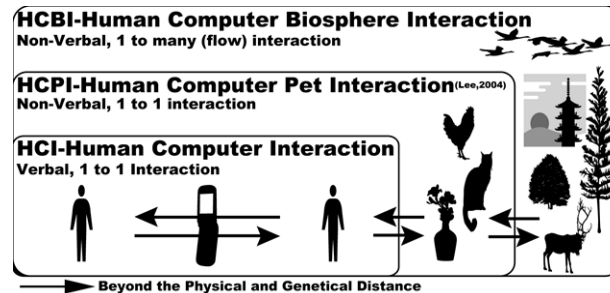 HCBI-Human Computer Biosphere Interaction
Non-Verbal, 1 to many (flow) interaction
HCPI-Human Computer Pet Interaction(Lee,2004)
Non-Verbal, 1 to 1 interaction
HCI-Human Computer Interaction
Verbal, 1 to 1 Interaction
Beyond the Physical and Genetical Distance